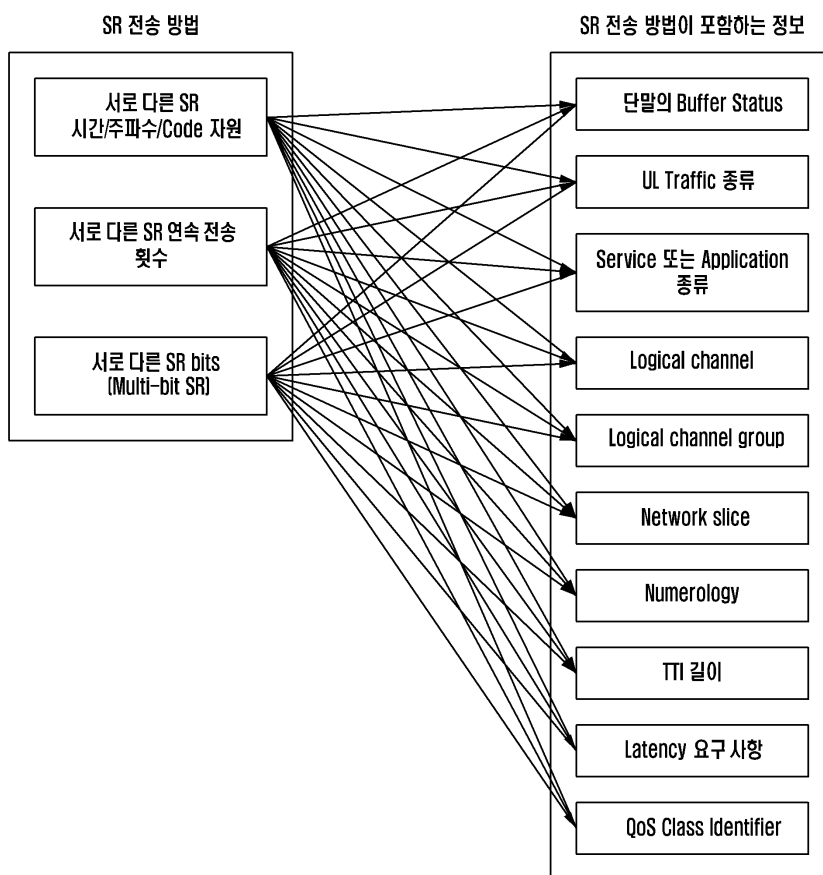 SR 전송 방법
서로 다른 SR
시간/주파수/Code 자원
서로 다른 SR 연속 전송
횟수
서로 다른 SR bits
(Multi-bit SR)
SR 전송 방법이 포함하는 정보
단말의 Buffer Status
UL Traffic 종류
Service 또는 Application
종류
Logical channel
Logical channel group
Network slice
Numerology
TTI 길이
Latency 요구 사항
QoS Class Identifier